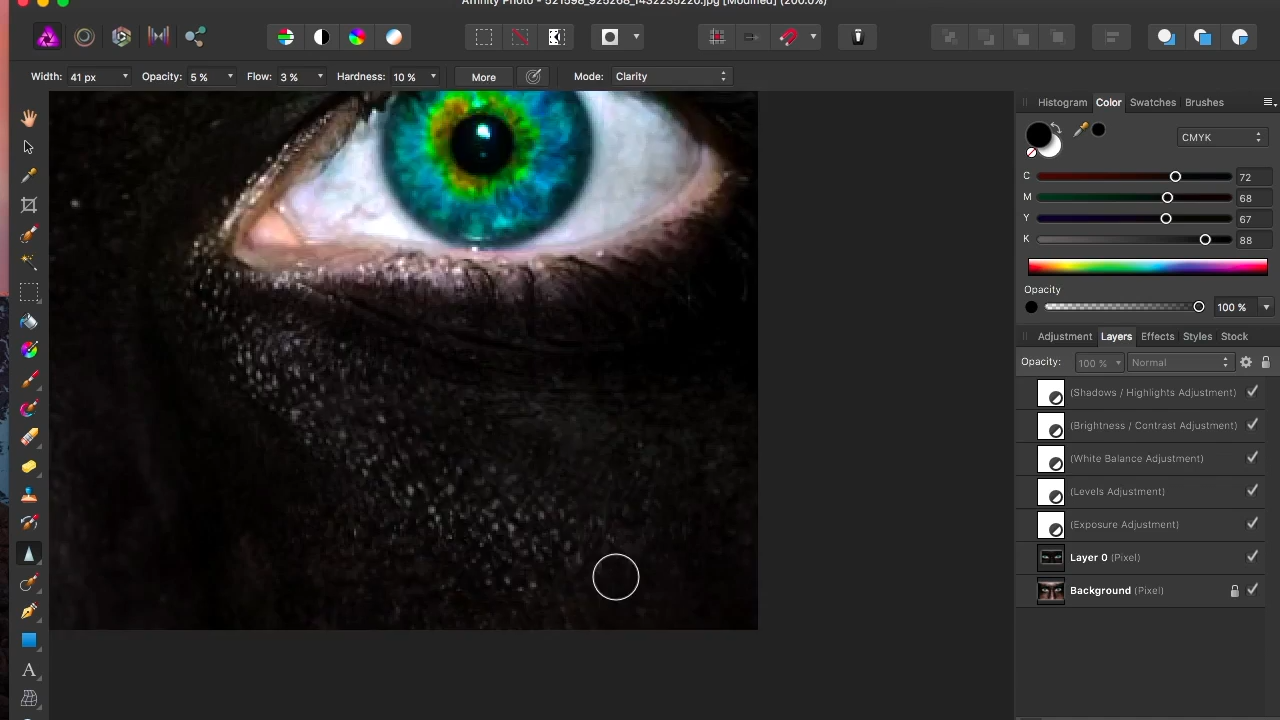 Affinity Photo - 521598_925268_1432235220.jpg [Modified] (200.0%)
Width: 41 px Opacity: 5 % Flow: 3 % Hardness: 10 % More Mode: Clarity
Histogram Color Swatches Brushes
CMYK
C 72
M 68
Y 67
K 88
Opacity
100 %
Adjustment Layers Effects Styles Stock
Opacity: 100 % Normal
(Shadows / Highlights Adjustment)
(Brightness / Contrast Adjustment)
(White Balance Adjustment)
(Levels Adjustment)
(Exposure Adjustment)
Layer 0 (Pixel)
Background (Pixel)
A